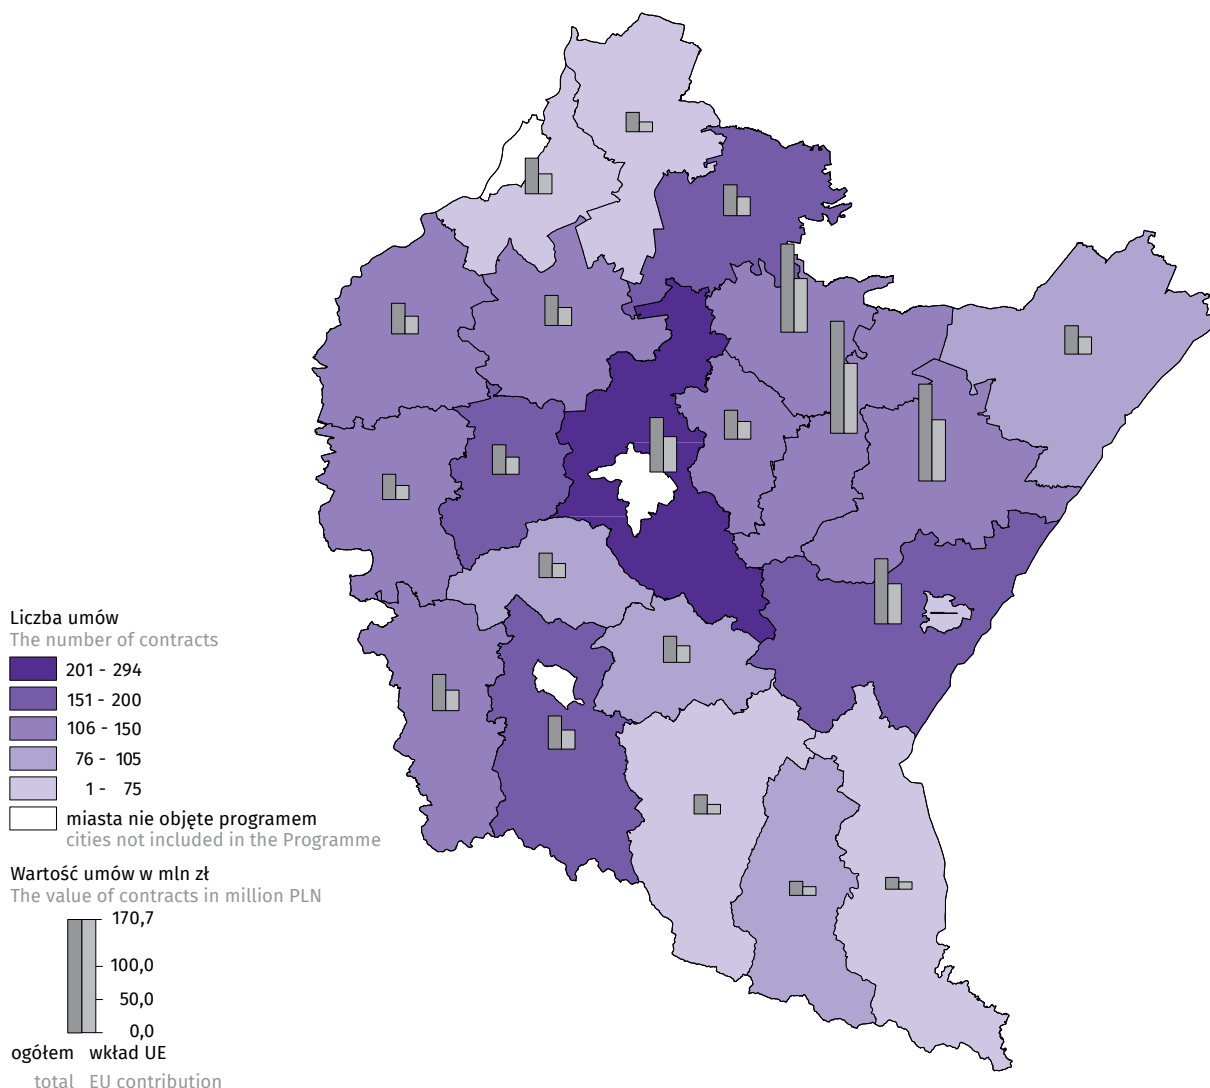 Liczba umów
The number of contracts
201 - 294
151 - 200
106 - 150
76 - 105
1 - 75
miasta nie objęte programem
cities not included in the Programme
Wartość umów w mln zł
The value of contracts in million PLN
170,7
100,0
50,0
0,0
ogółem wkład UE
total EU contribution